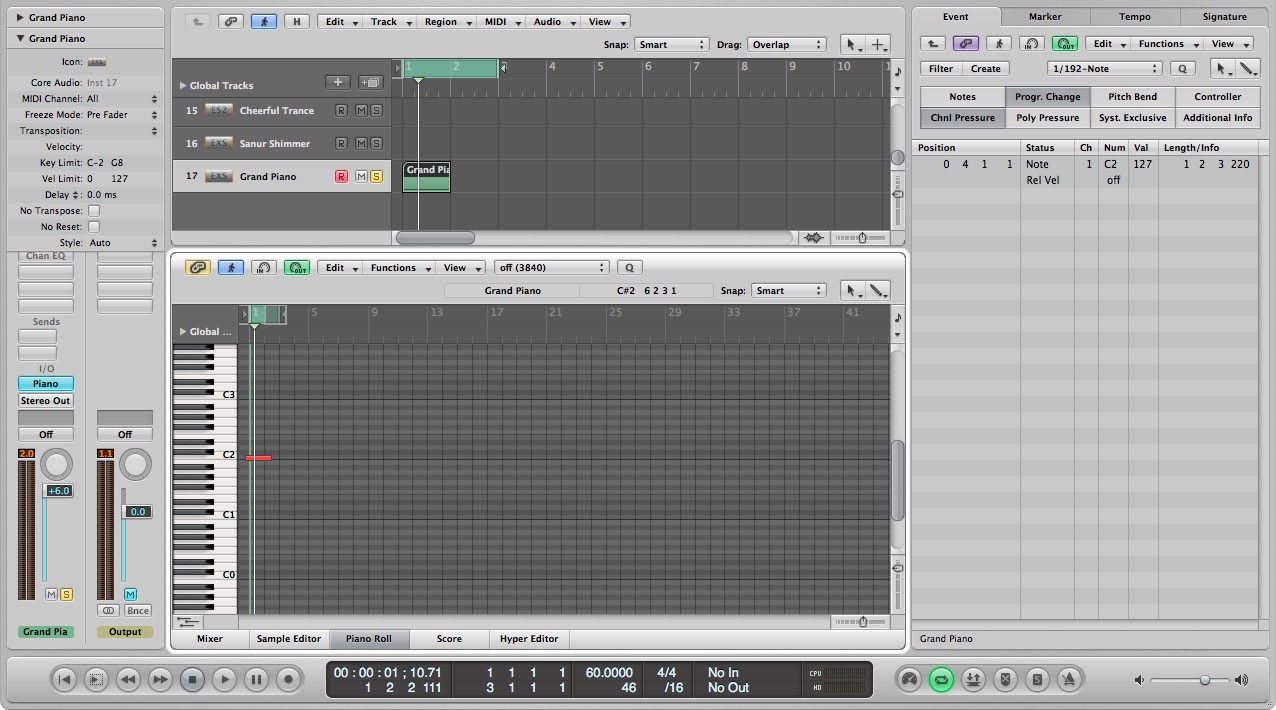 Grand Piano
Grand Piano
Icon: EXS
Core Audio: Inst 17
MIDI Channel: All
Freeze Mode: Pre Fader
Transposition:
Velocity:
Key Limit: C-2 G8
Vel Limit: 0 127
Delay : 0.0 ms
No Transpose:
No Reset:
Style: Auto
Chan EQ
Sends
I/O
Piano
Stereo Out
Off Off
2.0 1.1
+6.0
0.0
M S M
Bnce
Grand Pia Output
H Edit Track Region MIDI Audio View
Snap: Smart Drag: Overlap
Global Tracks
1 2 3 4 5 6 7 8 9 10
15 ES2 Cheerful Trance R M S
16 EXS Sanur Shimmer R M S
17 EXS Grand Piano R M S
Grand Pia
IN OUT Edit Functions View off (3840) Q
Grand Piano C#2 6 2 3 1 Snap: Smart
Global ...
1 5 9 13 17 21 25 29 33 37 41
C3
C2
C1
C0
Mixer Sample Editor Piano Roll Score Hyper Editor
Event Marker Tempo Signature
IN OUT Edit Functions View
Filter Create 1/192-Note Q
Notes Progr. Change Pitch Bend Controller
Chnl Pressure Poly Pressure Syst. Exclusive Additional Info
Position Status Ch Num Val Length/Info
0 4 1 1 Note 1 C2 127 1 2 3 220
Rel Vel off
Grand Piano
00 : 00 : 01 ; 10.71 1 1 1 1 60.0000 4/4 No In CPU
1 2 2 111 3 1 1 1 46 /16 No Out HD
S